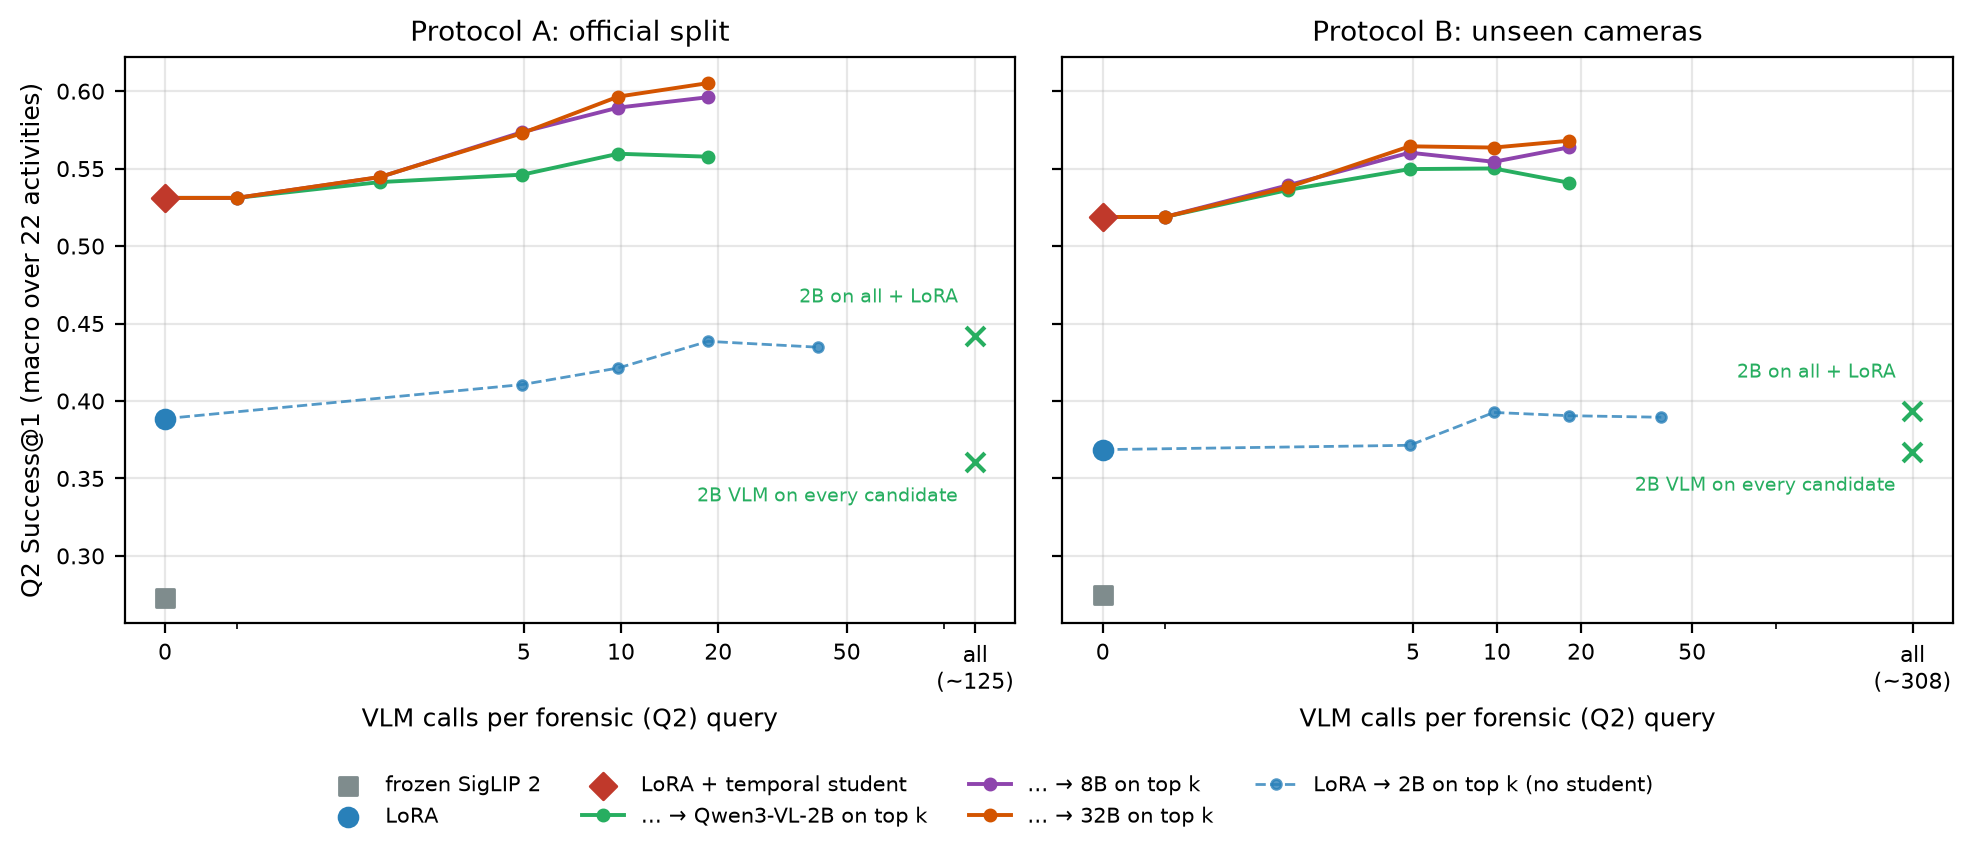 Protocol A: official split
Protocol B: unseen cameras
Q2 Success@1 (macro over 22 activities)
0.60
0.55
0.50
0.45
0.40
0.35
0.30
2B on all + LoRA
2B VLM on every candidate
2B on all + LoRA
2B VLM on every candidate
0 5 10 20 50 all
(~125)
0 5 10 20 50 all
(~308)
VLM calls per forensic (Q2) query
VLM calls per forensic (Q2) query
frozen SigLIP 2
LoRA
LoRA + temporal student
... → Qwen3-VL-2B on top k
... → 8B on top k
... → 32B on top k
LoRA → 2B on top k (no student)